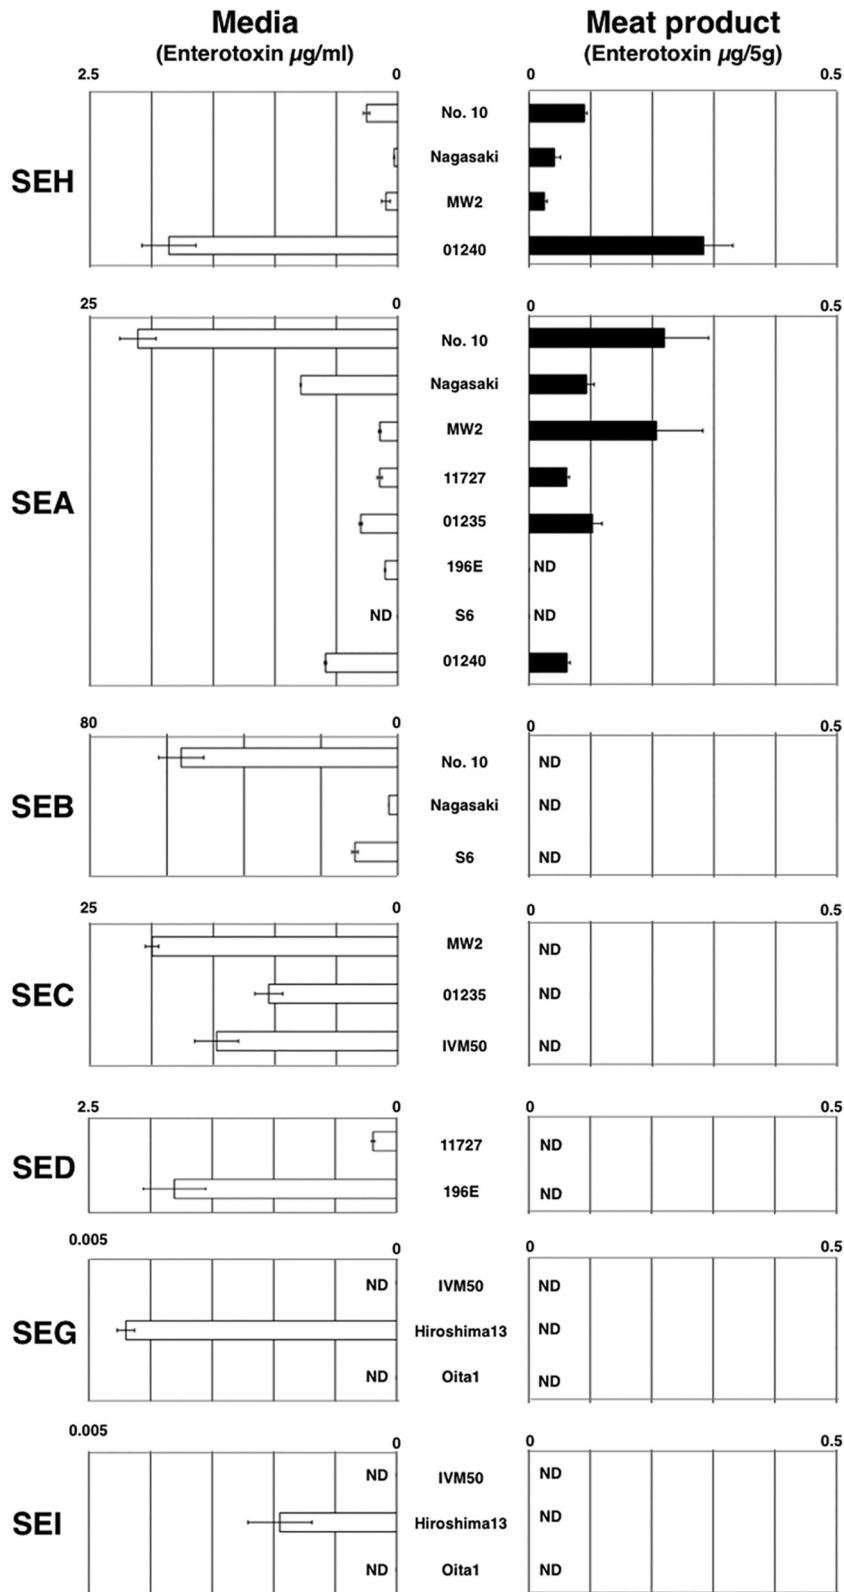 Media
(Enterotoxin µg/ml)
Meat product
(Enterotoxin µg/5g)
2.5 0 0 0.5
SEH
No. 10
Nagasaki
MW2
01240
25 0 0 0.5
SEA
No. 10
Nagasaki
MW2
11727
01235
196E ND
ND S6 ND
01240
80 0 0 0.5
SEB
No. 10 ND
Nagasaki ND
S6 ND
25 0 0 0.5
SEC
MW2 ND
01235 ND
IVM50 ND
2.5 0 0 0.5
SED
11727 ND
196E ND
0.005 0 0 0.5
SEG
ND IVM50 ND
Hiroshima13 ND
ND Oita1 ND
0.005 0 0 0.5
SEI
ND IVM50 ND
Hiroshima13 ND
ND Oita1 ND